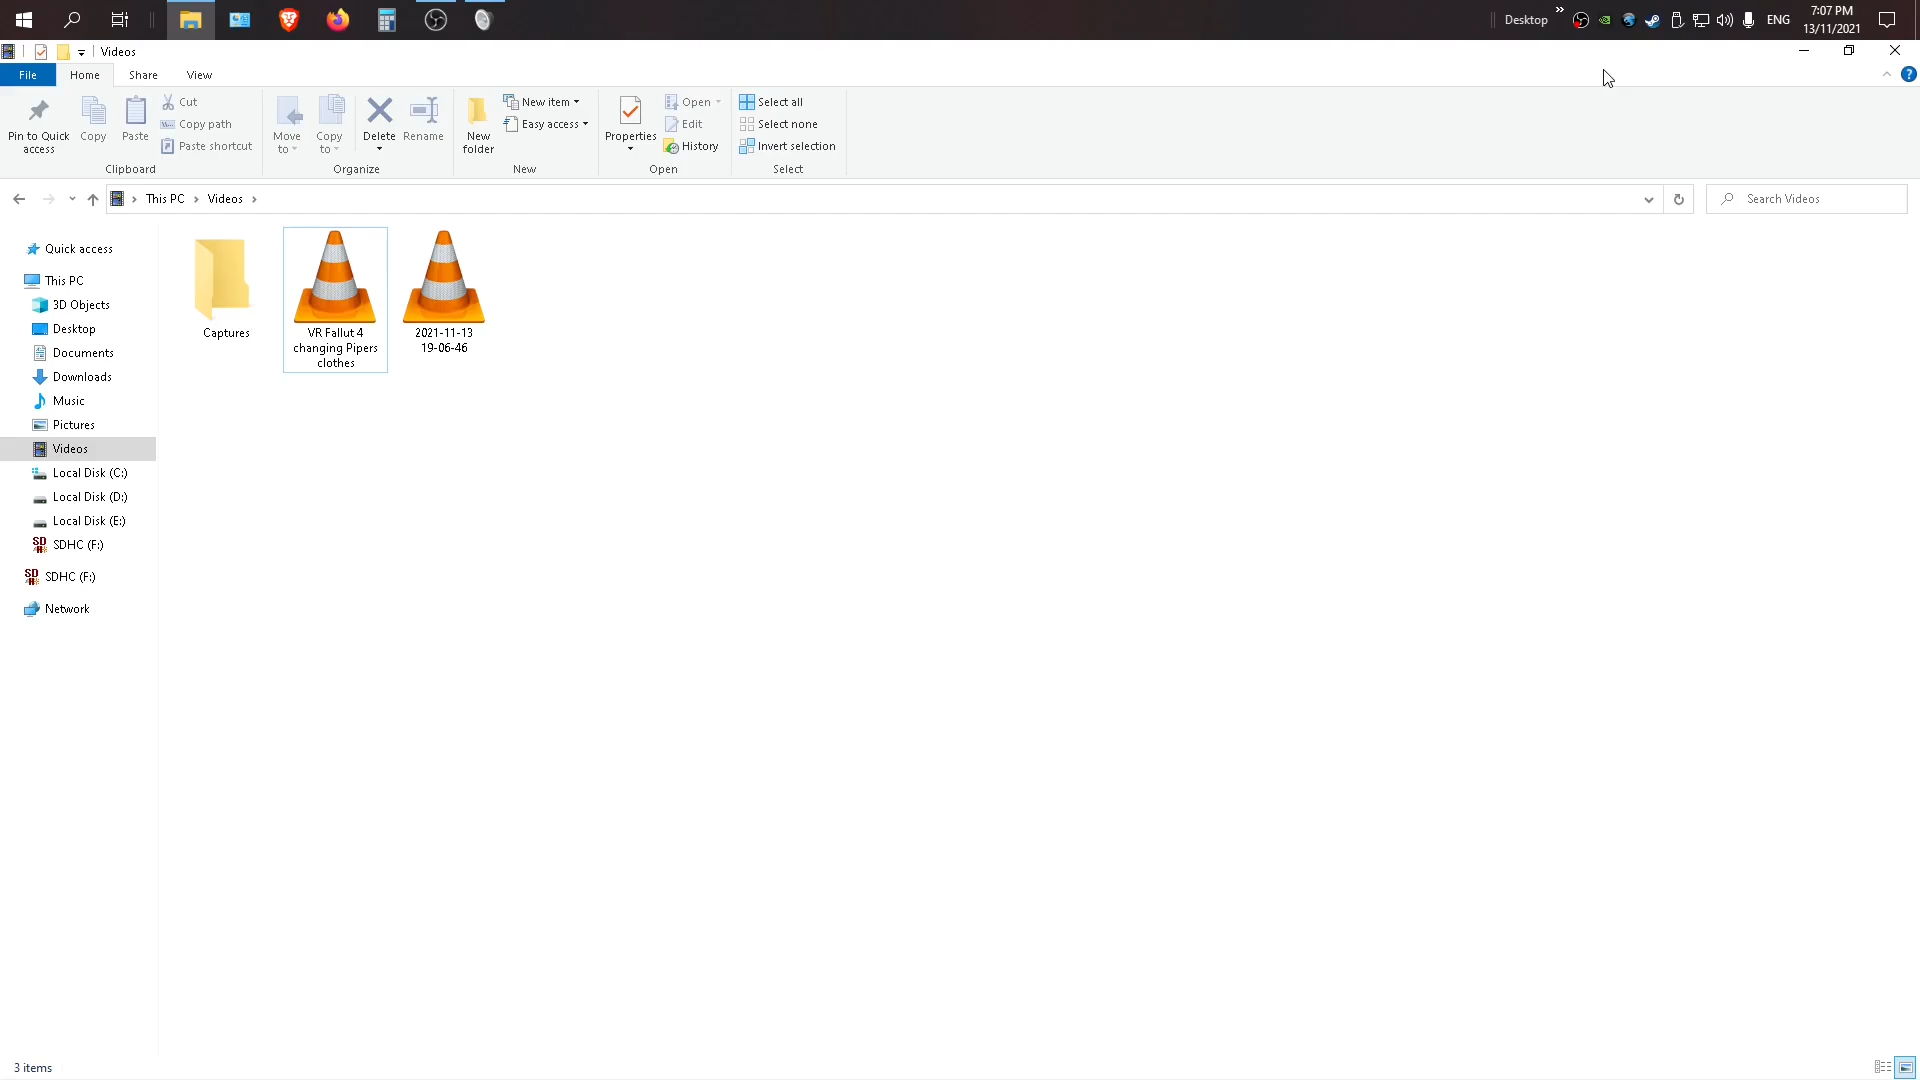 Desktop
»
ENG
7:07 PM
13/11/2021
Videos
File
Home
Share
View
?
Pin to Quick
access
Copy
Paste
Cut
Copy path
Paste shortcut
Clipboard
Move
to
Copy
to
Delete
Rename
Organize
New
folder
New item
Easy access
New
Properties
Open
Edit
History
Open
Select all
Select none
Invert selection
Select
This PC
Videos
Search Videos
Quick access
This PC
3D Objects
Desktop
Documents
Downloads
Music
Pictures
Videos
Local Disk (C:)
Local Disk (D:)
Local Disk (E:)
SD
SDHC (F:)
SD
SDHC (F:)
Network
Captures
VR Fallut 4
changing Pipers
clothes
2021-11-13
19-06-46
3 items